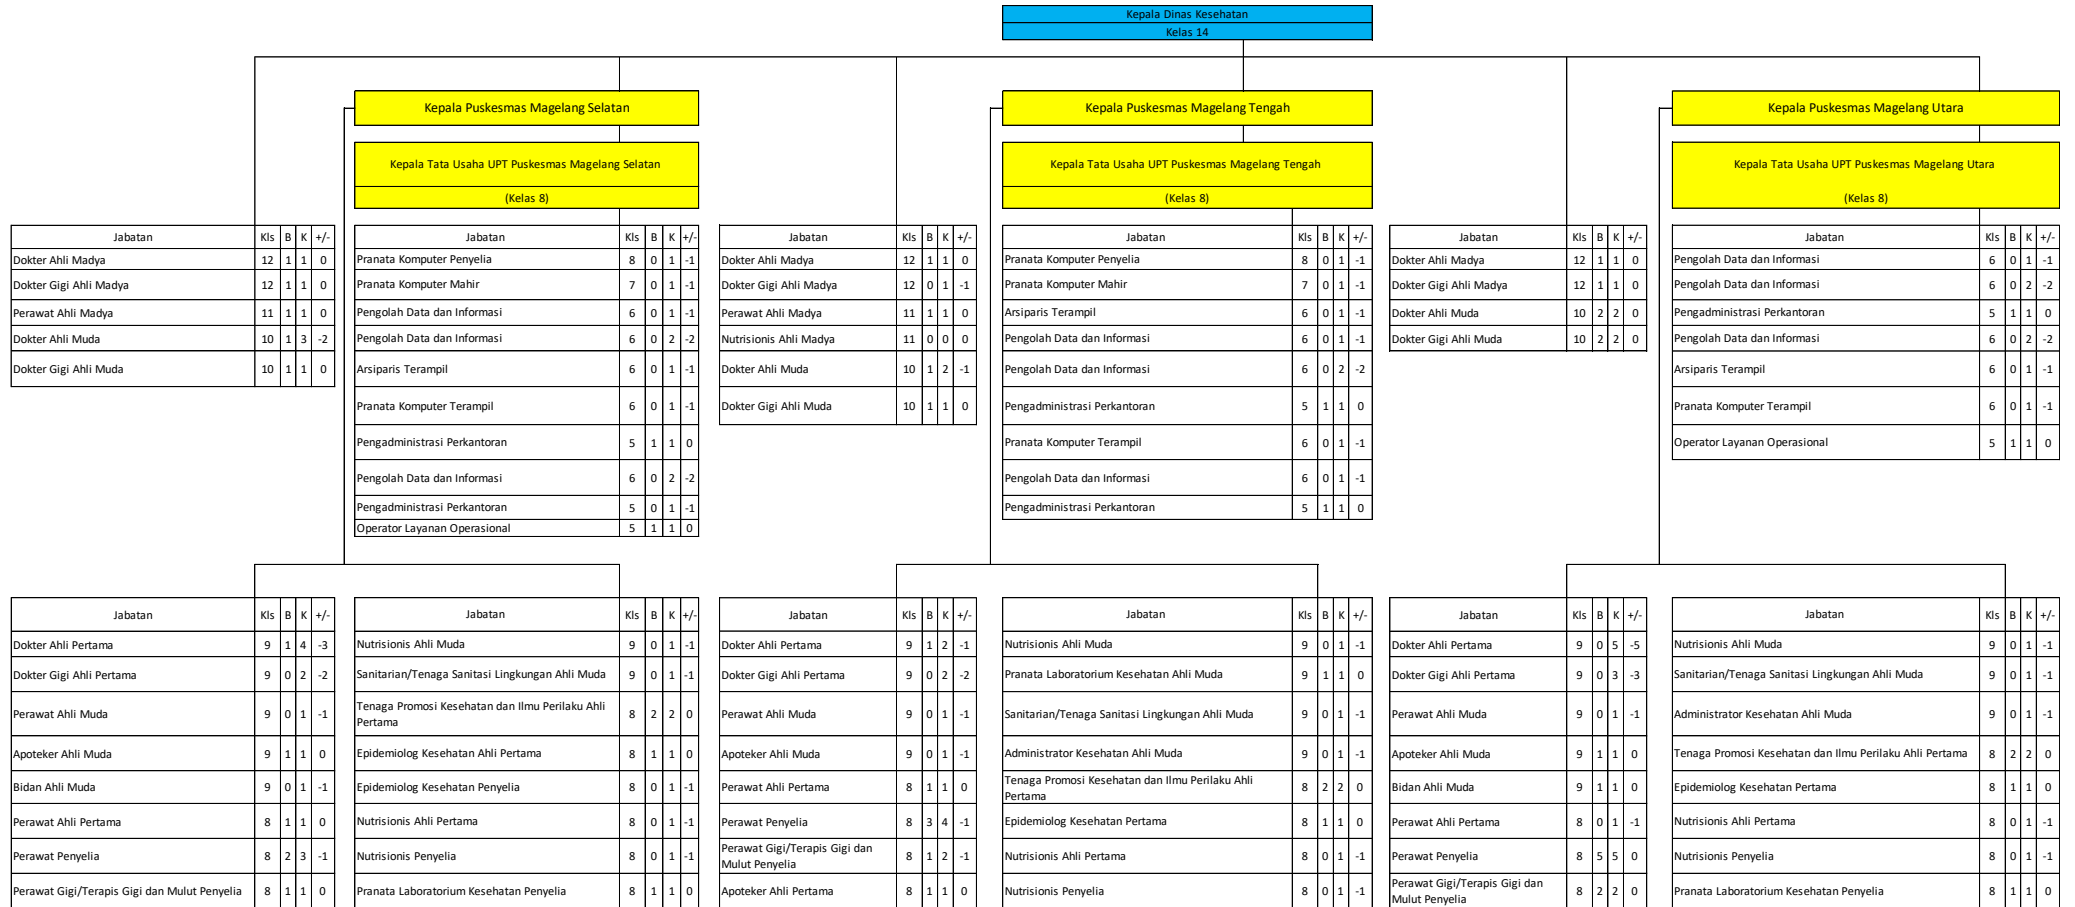 Kepala Dinas Kesehatan
Kelas 14
Kepala Puskesmas Magelang Selatan
Kepala Puskesmas Magelang Tengah
Kepala Puskesmas Magelang Utara
Kepala Tata Usaha UPT Puskesmas Magelang Selatan
(Kelas 8)
Kepala Tata Usaha UPT Puskesmas Magelang Tengah
(Kelas 8)
Kepala Tata Usaha UPT Puskesmas Magelang Utara
(Kelas 8)
Jabatan Kls B K +/-
Dokter Ahli Madya 12 1 1 0
Dokter Gigi Ahli Madya 12 1 1 0
Perawat Ahli Madya 11 1 1 0
Dokter Ahli Muda 10 1 3 -2
Dokter Gigi Ahli Muda 10 1 1 0
Jabatan Kls B K +/-
Pranata Komputer Penyelia 8 0 1 -1
Pranata Komputer Mahir 7 0 1 -1
Pengolah Data dan Informasi 6 0 1 -1
Pengolah Data dan Informasi 6 0 2 -2
Arsiparis Terampil 6 0 1 -1
Pranata Komputer Terampil 6 0 1 -1
Pengadministrasi Perkantoran 5 1 1 0
Pengolah Data dan Informasi 6 0 2 -2
Pengadministrasi Perkantoran 5 0 1 -1
Operator Layanan Operasional 5 1 1 0
Jabatan Kls B K +/-
Dokter Ahli Madya 12 1 1 0
Dokter Gigi Ahli Madya 12 0 1 -1
Perawat Ahli Madya 11 1 1 0
Nutrisionis Ahli Madya 11 0 0 0
Dokter Ahli Muda 10 1 2 -1
Dokter Gigi Ahli Muda 10 1 1 0
Jabatan Kls B K +/-
Pranata Komputer Penyelia 8 0 1 -1
Pranata Komputer Mahir 7 0 1 -1
Arsiparis Terampil 6 0 1 -1
Pengolah Data dan Informasi 6 0 1 -1
Pengolah Data dan Informasi 6 0 2 -2
Pengadministrasi Perkantoran 5 1 1 0
Pranata Komputer Terampil 6 0 1 -1
Pengolah Data dan Informasi 6 0 1 -1
Pengadministrasi Perkantoran 5 1 1 0
Jabatan Kls B K +/-
Dokter Ahli Madya 12 1 1 0
Dokter Gigi Ahli Madya 12 1 1 0
Dokter Ahli Muda 10 2 2 0
Dokter Gigi Ahli Muda 10 2 2 0
Jabatan Kls B K +/-
Pengolah Data dan Informasi 6 0 1 -1
Pengolah Data dan Informasi 6 0 2 -2
Pengadministrasi Perkantoran 5 1 1 0
Pengolah Data dan Informasi 6 0 2 -2
Arsiparis Terampil 6 0 1 -1
Pranata Komputer Terampil 6 0 1 -1
Operator Layanan Operasional 5 1 1 0
Jabatan Kls B K +/-
Dokter Ahli Pertama 9 1 4 -3
Dokter Gigi Ahli Pertama 9 0 2 -2
Perawat Ahli Muda 9 0 1 -1
Apoteker Ahli Muda 9 1 1 0
Bidan Ahli Muda 9 0 1 -1
Perawat Ahli Pertama 8 1 1 0
Perawat Penyelia 8 2 3 -1
Perawat Gigi/Terapis Gigi dan Mulut Penyelia 8 1 1 0
Jabatan Kls B K +/-
Nutrisionis Ahli Muda 9 0 1 -1
Sanitarian/Tenaga Sanitasi Lingkungan Ahli Muda 9 0 1 -1
Tenaga Promosi Kesehatan dan Ilmu Perilaku Ahli
Pertama 8 2 2 0
Epidemiolog Kesehatan Ahli Pertama 8 1 1 0
Epidemiolog Kesehatan Penyelia 8 0 1 -1
Nutrisionis Ahli Pertama 8 0 1 -1
Nutrisionis Penyelia 8 0 1 -1
Pranata Laboratorium Kesehatan Penyelia 8 1 1 0
Jabatan Kls B K +/-
Dokter Ahli Pertama 9 1 2 -1
Dokter Gigi Ahli Pertama 9 0 2 -2
Perawat Ahli Muda 9 0 1 -1
Apoteker Ahli Muda 9 0 1 -1
Perawat Ahli Pertama 8 1 1 0
Perawat Penyelia 8 3 4 -1
Perawat Gigi/Terapis Gigi dan
Mulut Penyelia 8 1 2 -1
Apoteker Ahli Pertama 8 1 1 0
Jabatan Kls B K +/-
Nutrisionis Ahli Muda 9 0 1 -1
Pranata Laboratorium Kesehatan Ahli Muda 9 1 1 0
Sanitarian/Tenaga Sanitasi Lingkungan Ahli Muda 9 0 1 -1
Administrator Kesehatan Ahli Muda 9 0 1 -1
Tenaga Promosi Kesehatan dan Ilmu Perilaku Ahli
Pertama 8 2 2 0
Epidemiolog Kesehatan Pertama 8 1 1 0
Nutrisionis Ahli Pertama 8 0 1 -1
Nutrisionis Penyelia 8 0 1 -1
Jabatan Kls B K +/-
Dokter Ahli Pertama 9 0 5 -5
Dokter Gigi Ahli Pertama 9 0 3 -3
Perawat Ahli Muda 9 0 1 -1
Apoteker Ahli Muda 9 1 1 0
Bidan Ahli Muda 9 1 1 0
Perawat Ahli Pertama 8 0 1 -1
Perawat Penyelia 8 5 5 0
Perawat Gigi/Terapis Gigi dan
Mulut Penyelia 8 2 2 0
Jabatan Kls B K +/-
Nutrisionis Ahli Muda 9 0 1 -1
Sanitarian/Tenaga Sanitasi Lingkungan Ahli Muda 9 0 1 -1
Administrator Kesehatan Ahli Muda 9 0 1 -1
Tenaga Promosi Kesehatan dan Ilmu Perilaku Ahli Pertama 8 2 2 0
Epidemiolog Kesehatan Pertama 8 1 1 0
Nutrisionis Ahli Pertama 8 0 1 -1
Nutrisionis Penyelia 8 0 1 -1
Pranata Laboratorium Kesehatan Penyelia 8 1 1 0